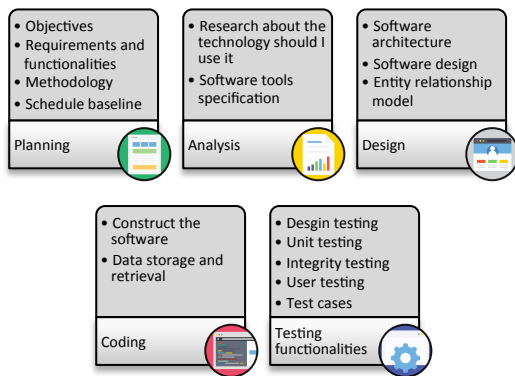 • Objectives
• Requirements and
functionalities
• Methodology
• Schedule baseline
Planning
• Research about the
technology should I
use it
• Software tools
specification
Analysis
• Software
architecture
• Software design
• Entity relationship
model
Design
• Construct the
software
• Data storage and
retrieval
Coding
• Desgin testing
• Unit testing
• Integrity testing
• User testing
• Test cases
Testing
functionalities